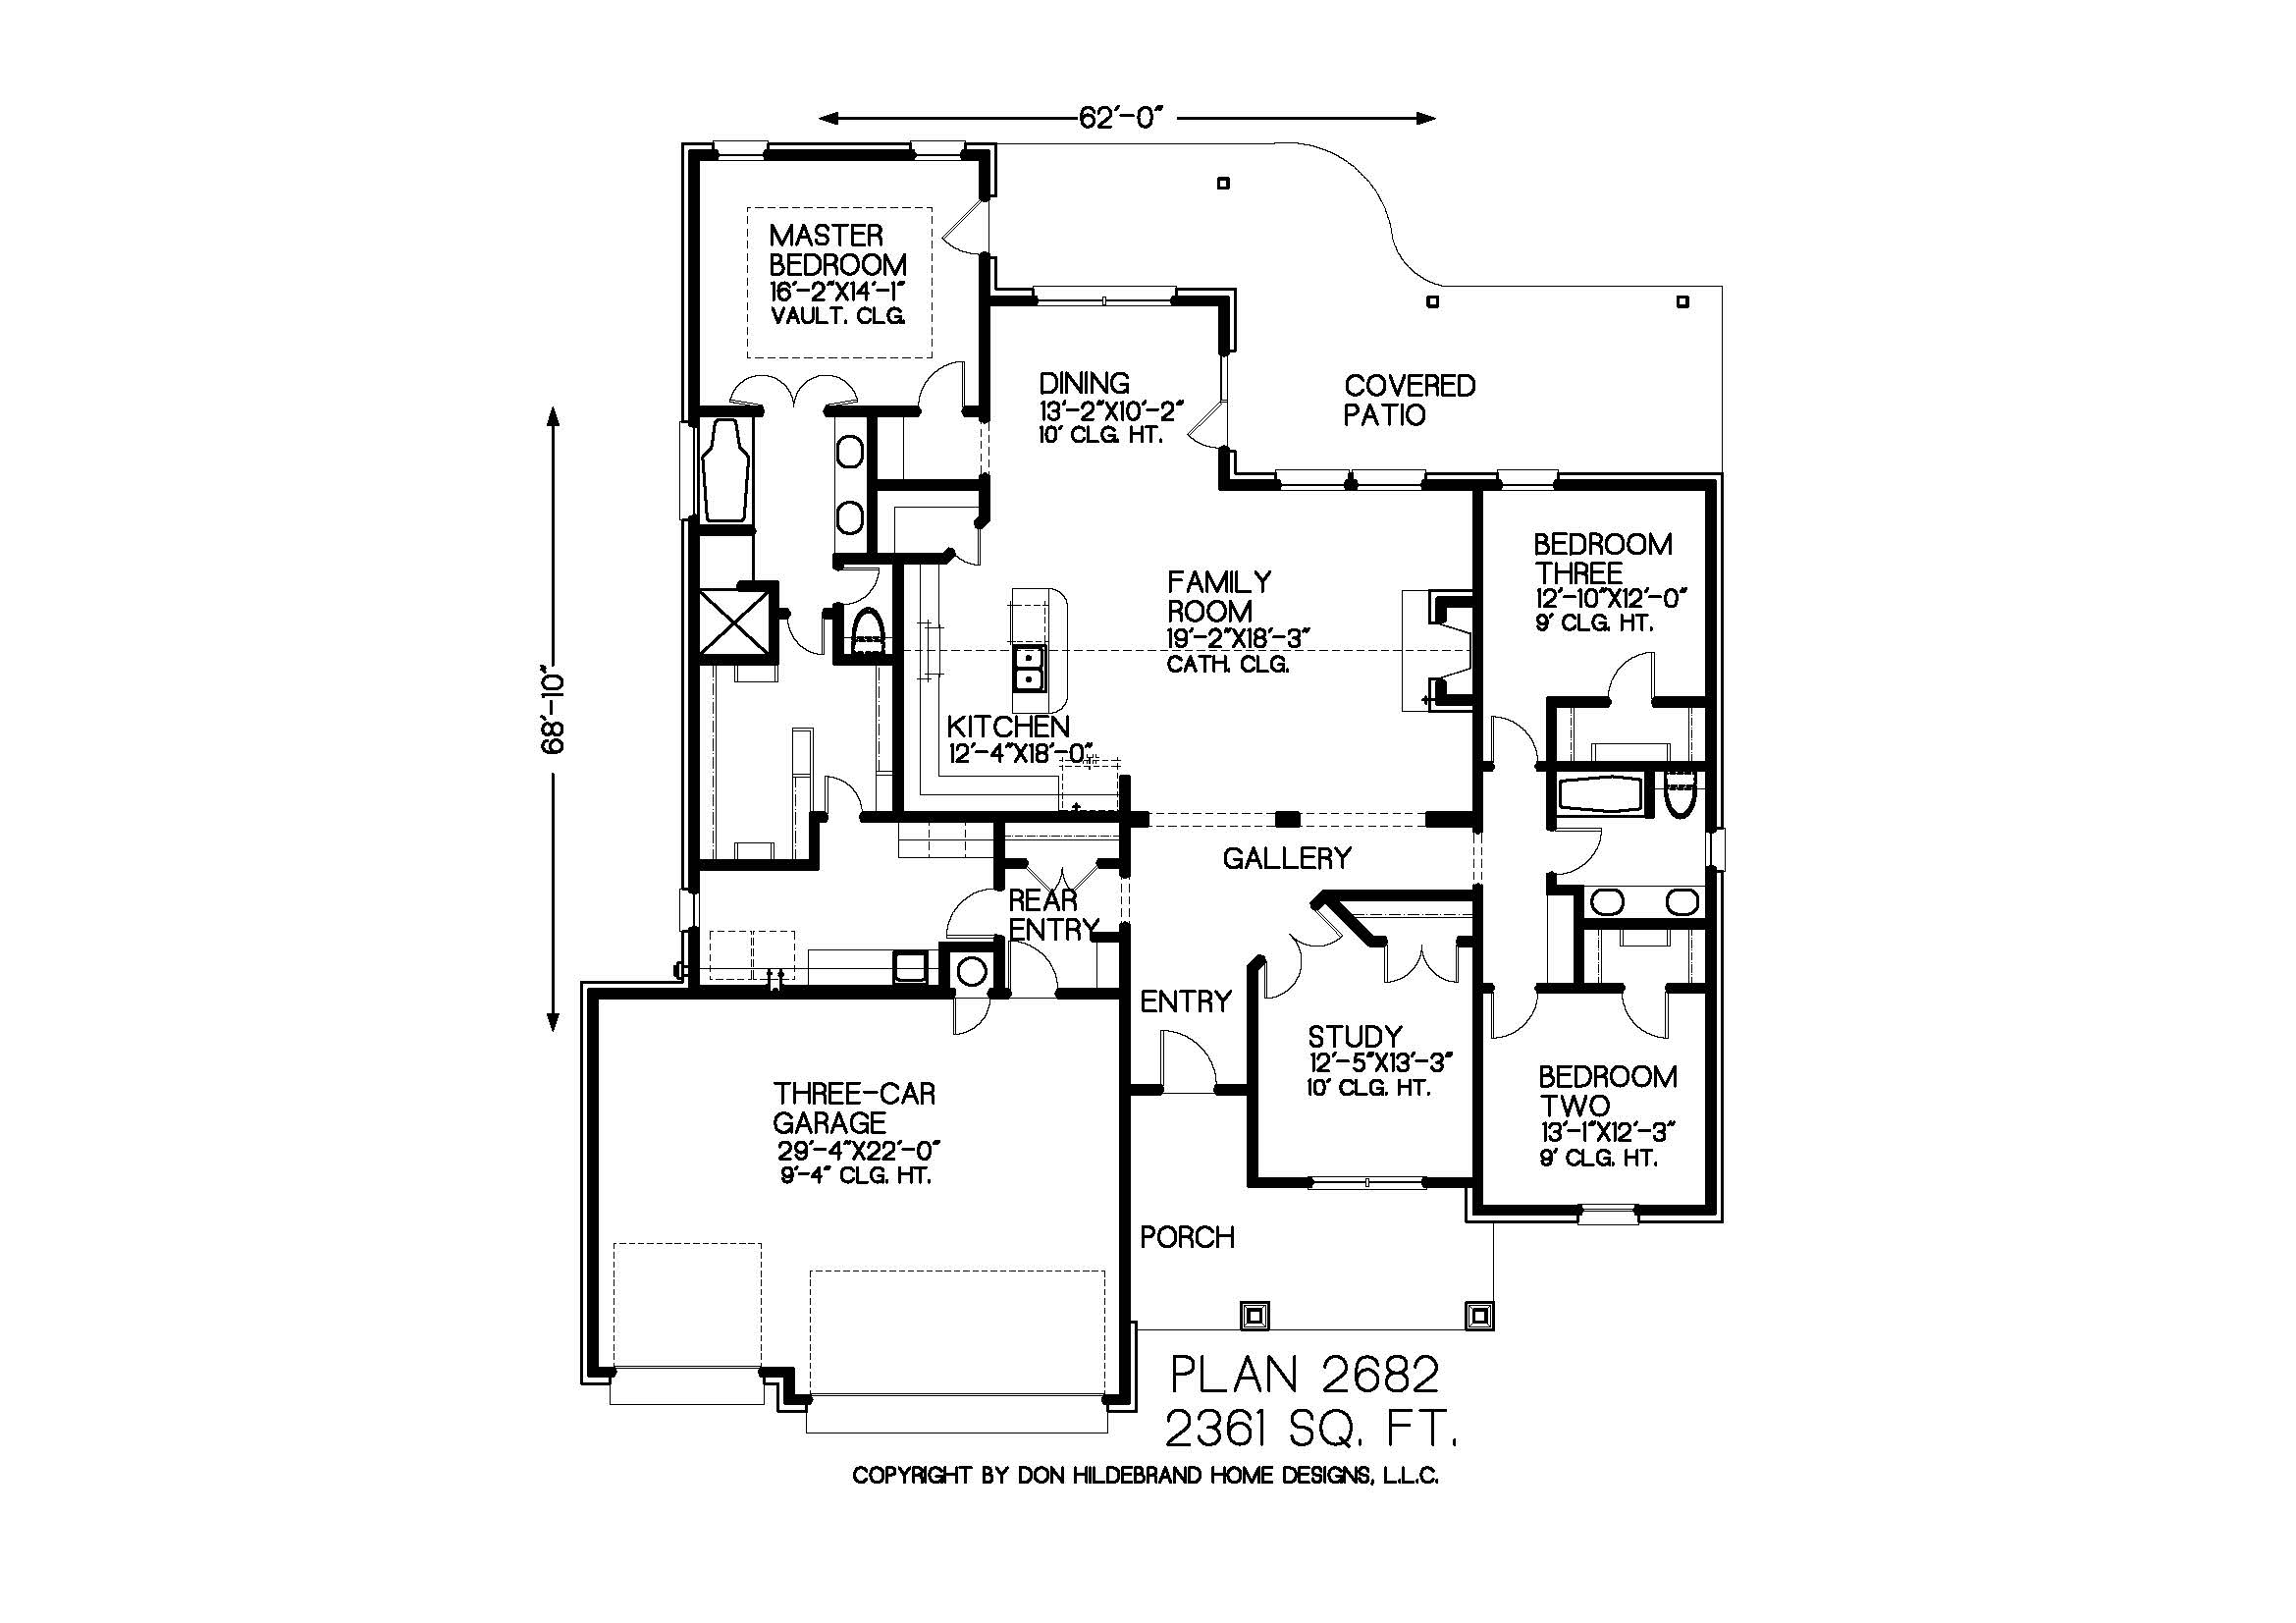 62'-0"
MASTER
BEDROOM
16'-2"X14'-1"
VAULT. CLG.
DINING
13'-2"X10'-2"
10' CLG. HT.
COVERED
PATIO
68'-10"
FAMILY
ROOM
19'-2"X18'-3"
CATH. CLG.
BEDROOM
THREE
12'-10"X12'-0"
9' CLG. HT.
KITCHEN
12'-4"X18'-0"
GALLERY
REAR
ENTRY
ENTRY
STUDY
12'-5"X13'-3"
10' CLG. HT.
BEDROOM
TWO
13'-1"X12'-3"
9' CLG. HT.
THREE-CAR
GARAGE
29'-4"X22'-0"
9'-4" CLG. HT.
PORCH
PLAN 2682
2361 SQ. FT.
COPYRIGHT BY DON HILDEBRAND HOME DESIGNS, L.L.C.